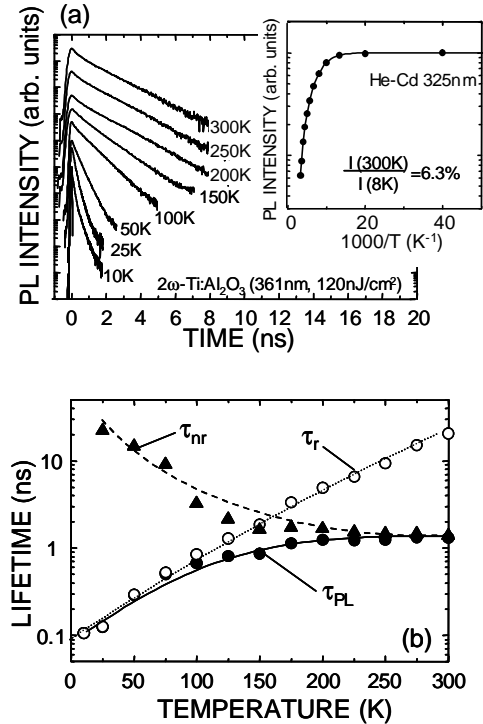 (a)
PL INTENSITY (arb. units)
300K
250K
200K
150K
100K
50K
25K
10K
2ω-Ti:Al2O3 (361nm, 120nJ/cm²)
-2 0 2 4 6 8 10 12 14 16 18 20
TIME (ns)
PL INTENSITY (arb. units)
He-Cd 325nm
I (300K)
I (8K)
=6.3%
0 20 40
1000/T (K⁻¹)
LIFETIME (ns)
10
1
0.1
τnr
τr
τPL
(b)
0 50 100 150 200 250 300
TEMPERATURE (K)